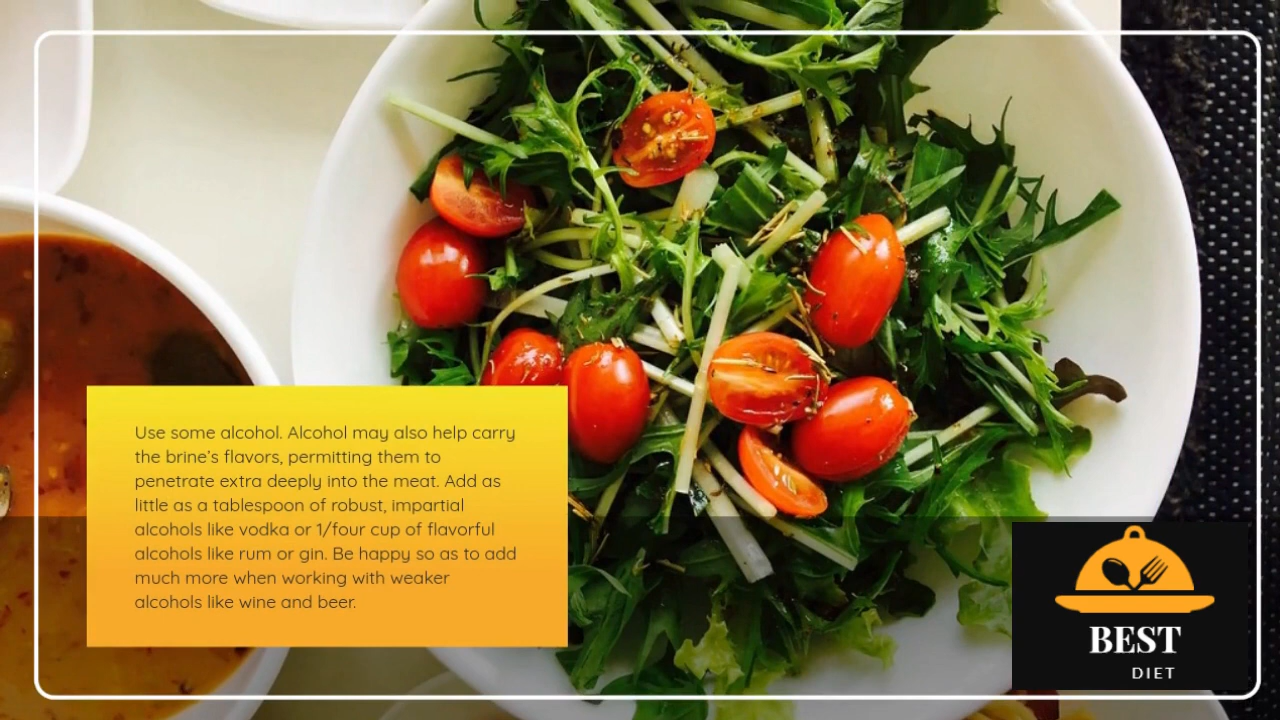 Use some alcohol. Alcohol may also help carry
the brine’s flavors, permitting them to
penetrate extra deeply into the meat. Add as
little as a tablespoon of robust, impartial
alcohols like vodka or 1/four cup of flavorful
alcohols like rum or gin. Be happy so as to add
much more when working with weaker
alcohols like wine and beer.
BEST
DIET